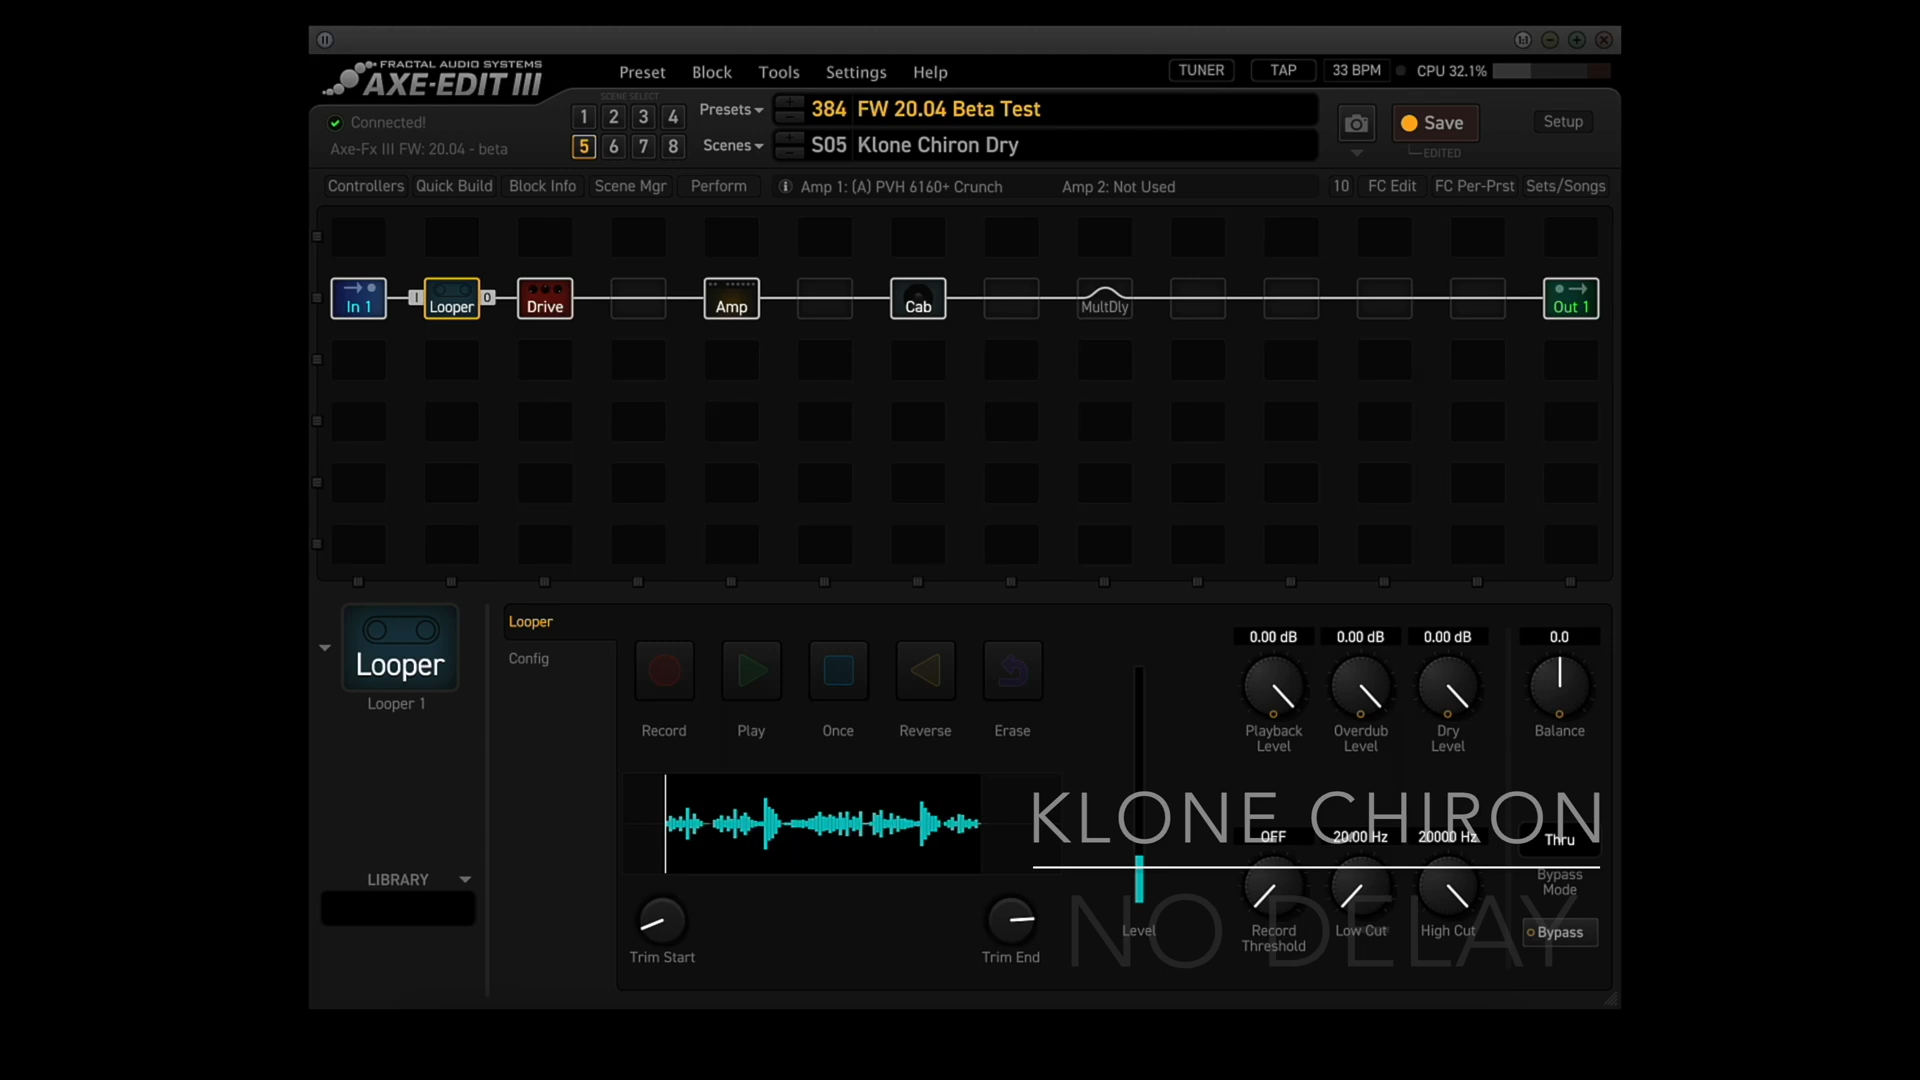 FRACTAL AUDIO SYSTEMS
AXE-EDIT III
Preset Block Tools Settings Help
TUNER TAP 33 BPM CPU 32.1%
SCENE SELECT
1 2 3 4
5 6 7 8
Connected!
Axe-Fx III FW: 20.04 - beta
Presets 384 FW 20.04 Beta Test
Scenes S05 Klone Chiron Dry
Save
EDITED
Setup
Controllers Quick Build Block Info Scene Mgr Perform
Amp 1: (A) PVH 6160+ Crunch Amp 2: Not Used
10 FC Edit FC Per-Prst Sets/Songs
In 1 I Looper O Drive Amp Cab MultDly Out 1
Looper
Looper 1
LIBRARY
Looper
Config
Record Play Once Reverse Erase
Trim Start Trim End
Level
0.00 dB 0.00 dB 0.00 dB 0.0
Playback Level
Overdub Level
Dry Level
Balance
OFF 20.00 Hz 20000 Hz Thru
Record Threshold
Low Cut
High Cut
Bypass Mode
Bypass
KLONE CHIRON
NO DELAY